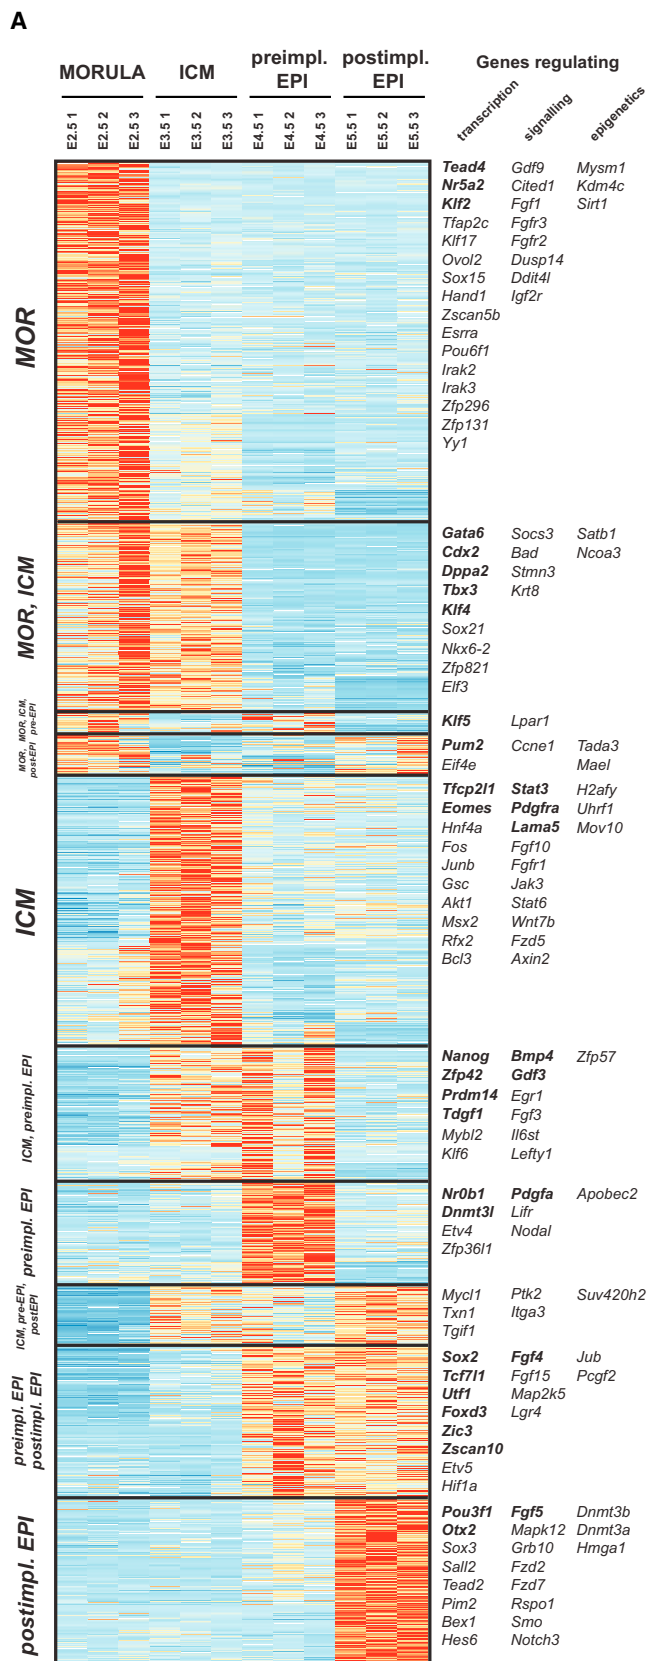 A
MORULA ICM preimpl. EPI postimpl. EPI
Genes regulating
transcription signalling epigenetics
E2.5 1 E2.5 2 E2.5 3 E3.5 1 E3.5 2 E3.5 3 E4.5 1 E4.5 2 E4.5 3 E5.5 1 E5.5 2 E5.5 3
MOR
Tead4 Gdf9 Mysm1
Nr5a2 Cited1 Kdm4c
Klf2 Fgf1 Sirt1
Tfap2c Fgfr3
Klf17 Fgfr2
Ovol2 Dusp14
Sox15 Ddit4l
Hand1 Igf2r
Zscan5b
Esrra
Pou6f1
Irak2
Irak3
Zfp296
Zfp131
Yy1
MOR, ICM
Gata6 Socs3 Satb1
Cdx2 Bad Ncoa3
Dppa2 Stmn3
Tbx3 Krt8
Klf4
Sox21
Nkx6-2
Zfp821
Elf3
MOR, ICM, pre-EPI
Klf5 Lpar1
MOR, post-EPI
Pum2 Ccne1 Tada3
Eif4e Mael
ICM
Tfcp2l1 Stat3 H2afy
Eomes Pdgfra Uhrf1
Hnf4a Lama5 Mov10
Fos Fgf10
Junb Fgfr1
Gsc Jak3
Akt1 Stat6
Msx2 Wnt7b
Rfx2 Fzd5
Bcl3 Axin2
ICM, preimpl. EPI
Nanog Bmp4 Zfp57
Zfp42 Gdf3
Prdm14 Egr1
Tdgf1 Fgf3
Mybl2 Il6st
Klf6 Lefty1
preimpl. EPI
Nr0b1 Pdgfa Apobec2
Dnmt3l Lifr
Etv4 Nodal
Zfp36l1
ICM, pre-EPI, postEPI
Mycl1 Ptk2 Suv420h2
Txn1 Itga3
Tgif1
preimpl. EPI
postimpl. EPI
Sox2 Fgf4 Jub
Tcf7l1 Fgf15 Pcgf2
Utf1 Map2k5
Foxd3 Lgr4
Zic3
Zscan10
Etv5
Hif1a
postimpl. EPI
Pou3f1 Fgf5 Dnmt3b
Otx2 Mapk12 Dnmt3a
Sox3 Grb10 Hmga1
Sall2 Fzd2
Tead2 Fzd7
Pim2 Rspo1
Bex1 Smo
Hes6 Notch3